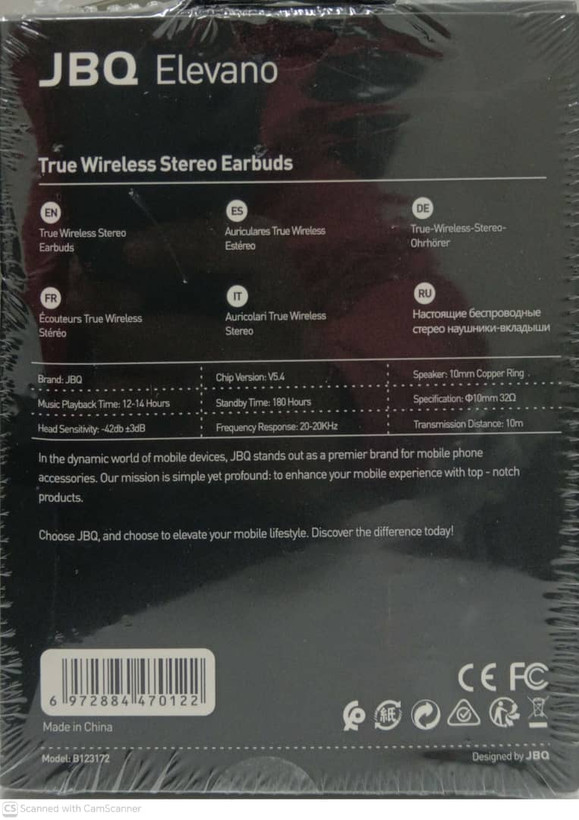 JBQ Elevano
True Wireless Stereo Earbuds
EN
True Wireless Stereo
Earbuds
ES
Auriculares True Wireless
Estéreo
DE
True-Wireless-Stereo-
Ohrhörer
FR
Écouteurs True Wireless
Stéréo
IT
Auricolari True Wireless
Stereo
RU
Настоящие беспроводные
стерео наушники-вкладыши
Brand: JBQ
Chip Version: V5.4
Speaker: 10mm Copper Ring
Music Playback Time: 12-14 Hours
Standby Time: 180 Hours
Specification: Φ10mm 32Ω
Head Sensitivity: -42db ±3dB
Frequency Response: 20-20KHz
Transmission Distance: 10m
In the dynamic world of mobile devices, JBQ stands out as a premier brand for mobile phone
accessories. Our mission is simple yet profound: to enhance your mobile experience with top - notch
products.
Choose JBQ, and choose to elevate your mobile lifestyle. Discover the difference today!
6 972884 470122
CE FC
紙
Made in China
Model: B123172
Designed by JBQ
CS Scanned with CamScanner